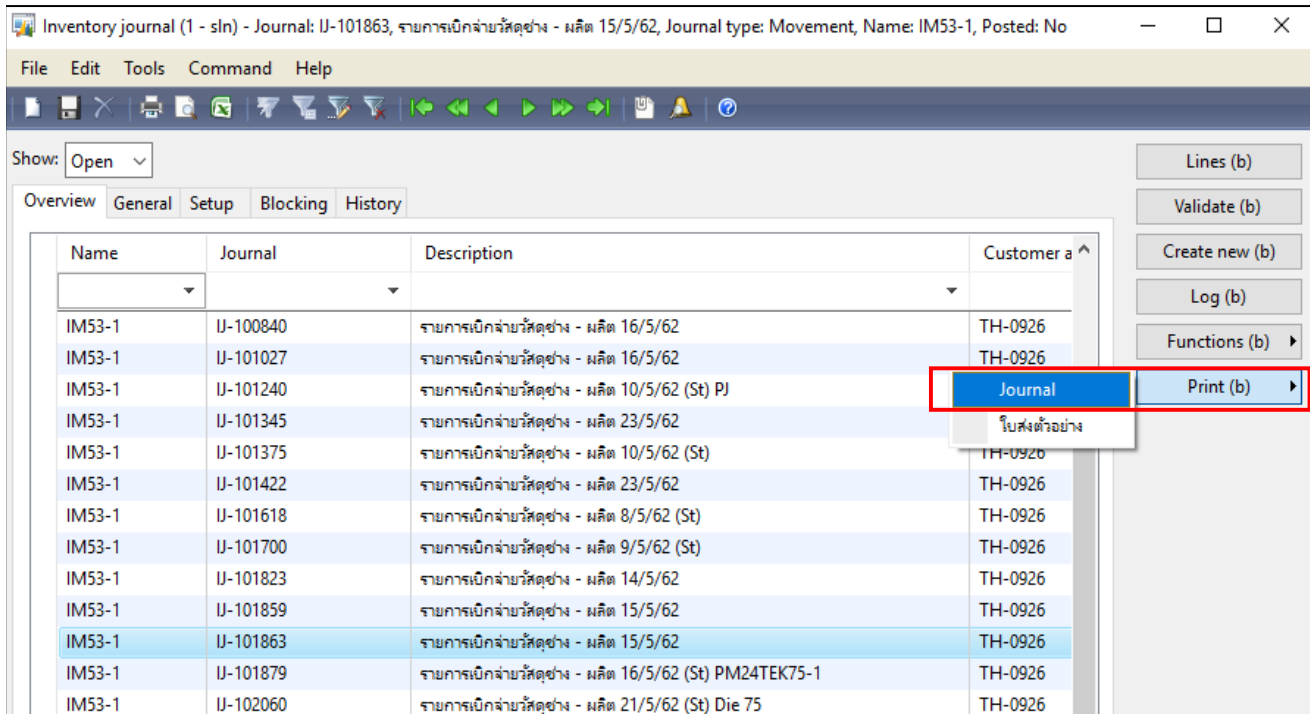 Inventory journal (1 - sln) - Journal: IJ-101863, รายการเบิกจ่ายวัสดุช่าง - ผลิต 15/5/62, Journal type: Movement, Name: IM53-1, Posted: No
File Edit Tools Command Help
Show: Open
Lines (b)
Overview General Setup Blocking History
Validate (b)
Name Journal Description Customer a
Create new (b)
Log (b)
IM53-1 IJ-100840 รายการเบิกจ่ายวัสดุช่าง - ผลิต 16/5/62 TH-0926
Functions (b)
IM53-1 IJ-101027 รายการเบิกจ่ายวัสดุช่าง - ผลิต 16/5/62 TH-0926
IM53-1 IJ-101240 รายการเบิกจ่ายวัสดุช่าง - ผลิต 10/5/62 (St) PJ Journal Print (b)
IM53-1 IJ-101345 รายการเบิกจ่ายวัสดุช่าง - ผลิต 23/5/62 ใบส่งตัวอย่าง
IM53-1 IJ-101375 รายการเบิกจ่ายวัสดุช่าง - ผลิต 10/5/62 (St) TH-0926
IM53-1 IJ-101422 รายการเบิกจ่ายวัสดุช่าง - ผลิต 23/5/62 TH-0926
IM53-1 IJ-101618 รายการเบิกจ่ายวัสดุช่าง - ผลิต 8/5/62 (St) TH-0926
IM53-1 IJ-101700 รายการเบิกจ่ายวัสดุช่าง - ผลิต 9/5/62 (St) TH-0926
IM53-1 IJ-101823 รายการเบิกจ่ายวัสดุช่าง - ผลิต 14/5/62 TH-0926
IM53-1 IJ-101859 รายการเบิกจ่ายวัสดุช่าง - ผลิต 15/5/62 TH-0926
IM53-1 IJ-101863 รายการเบิกจ่ายวัสดุช่าง - ผลิต 15/5/62 TH-0926
IM53-1 IJ-101879 รายการเบิกจ่ายวัสดุช่าง - ผลิต 16/5/62 (St) PM24TEK75-1 TH-0926
IM53-1 IJ-102060 รายการเบิกจ่ายวัสดุช่าง - ผลิต 21/5/62 (St) Die 75 TH-0926